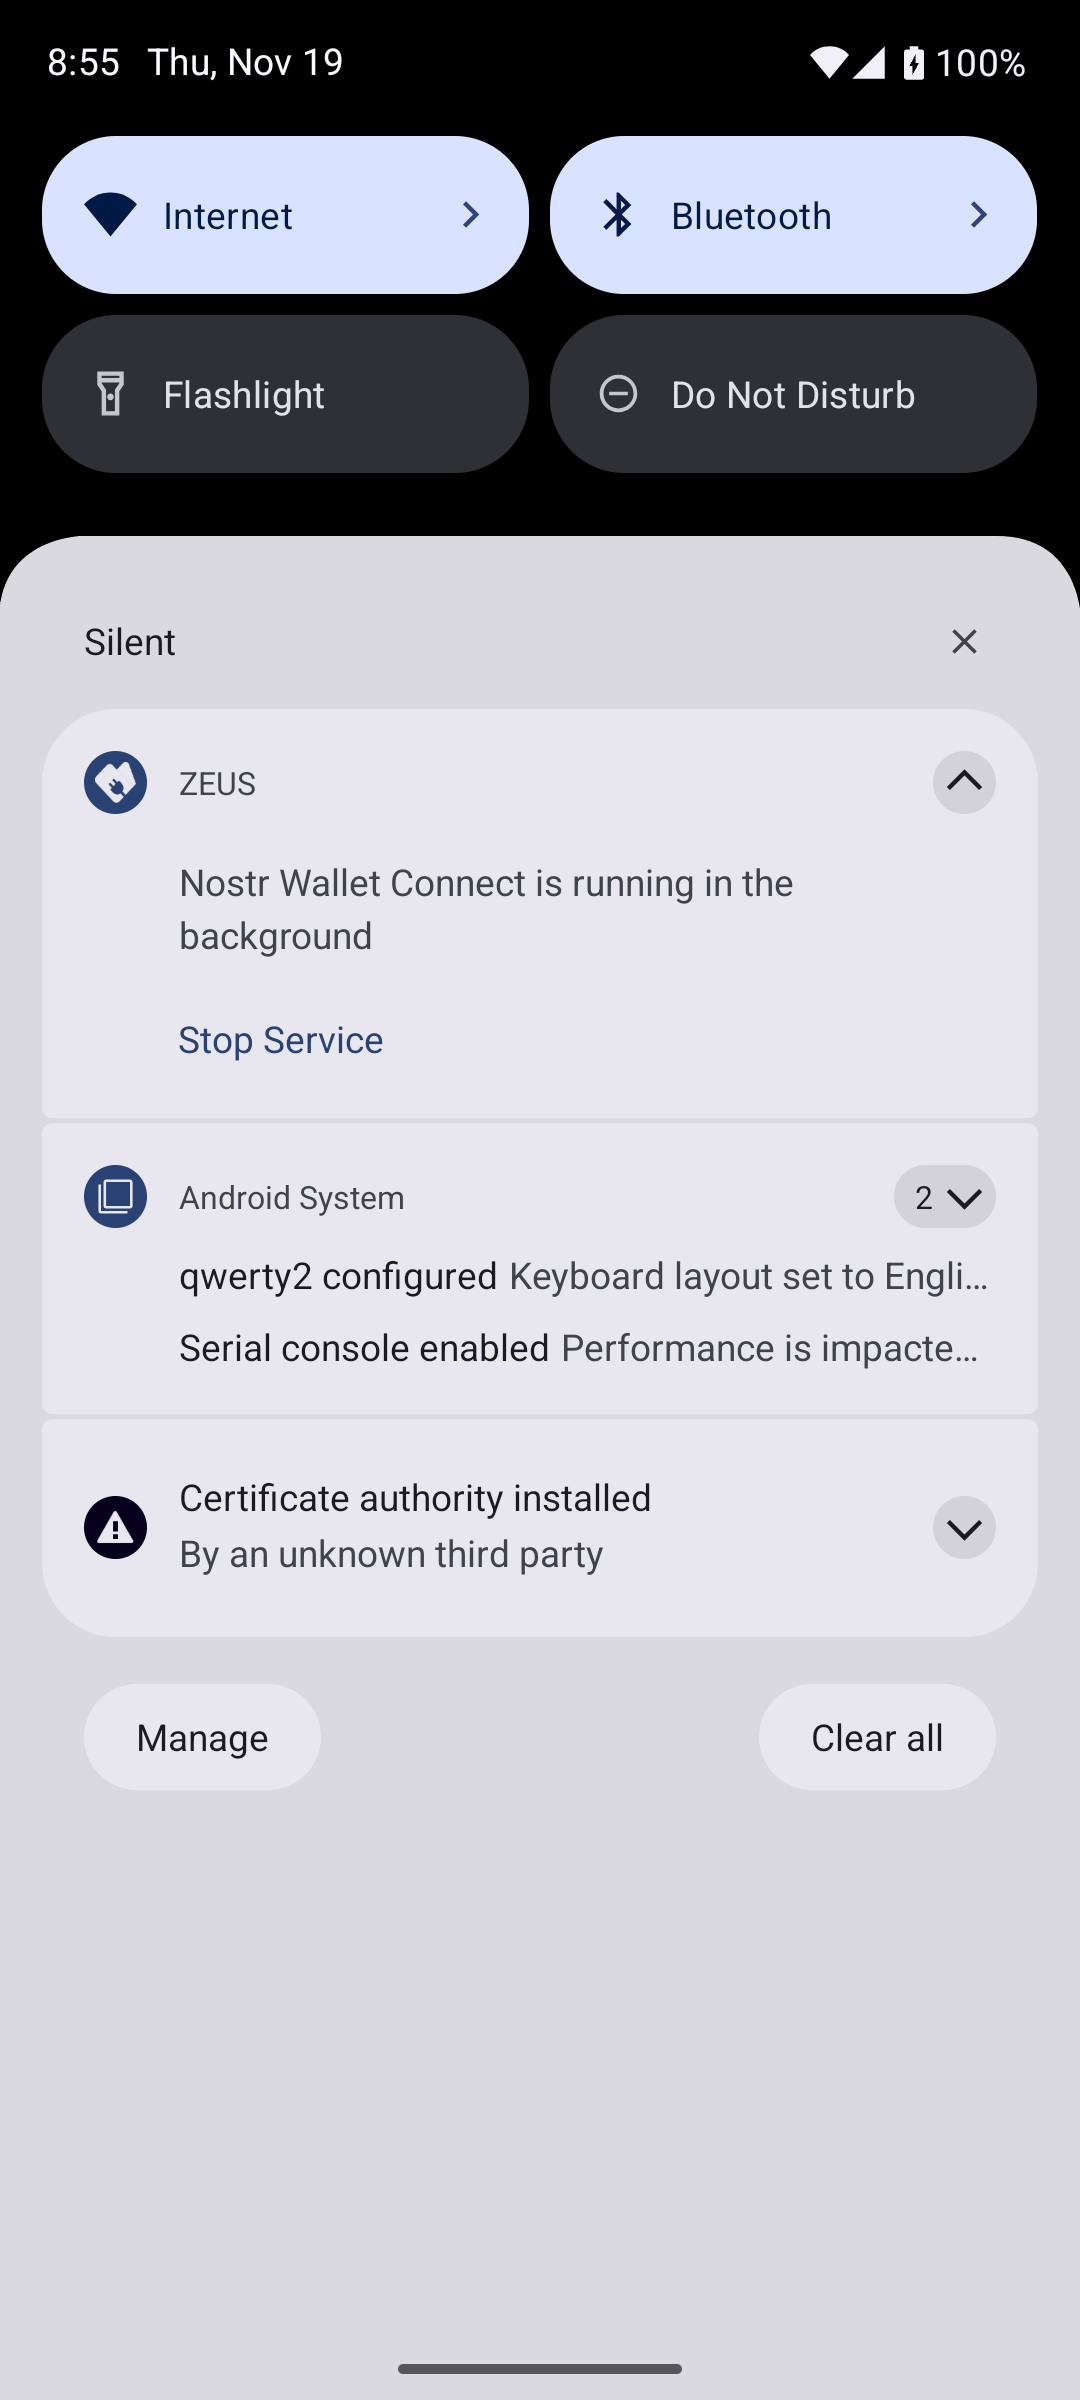 8:55 Thu, Nov 19 100%
Internet
Bluetooth
Flashlight
Do Not Disturb
Silent
ZEUS
Nostr Wallet Connect is running in the
background
Stop Service
Android System 2
qwerty2 configured Keyboard layout set to Engli…
Serial console enabled Performance is impacte…
Certificate authority installed
By an unknown third party
Manage
Clear all